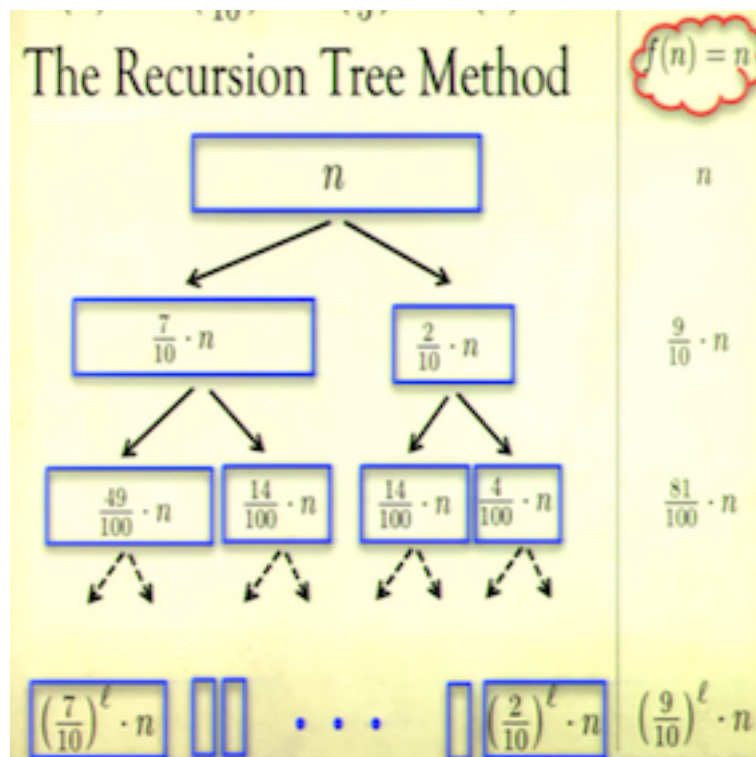 The Recursion Tree Method
f(n) = n
n
n
7/10 · n
2/10 · n
9/10 · n
49/100 · n
14/100 · n
14/100 · n
4/100 · n
81/100 · n
(7/10)^ℓ · n
. . .
(2/10)^ℓ · n
(9/10)^ℓ · n